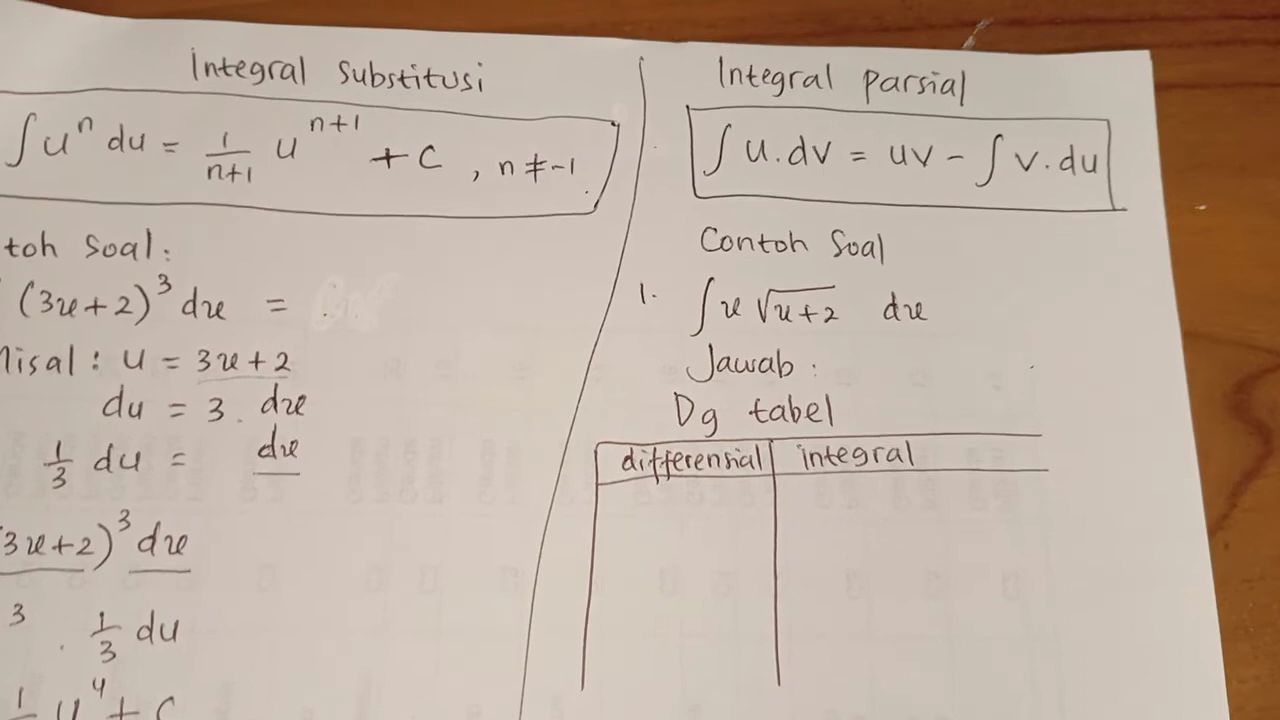 Integral Substitusi
∫ u^n du = 1/(n+1) u^(n+1) + C , n ≠ -1
toh Soal :
(3x+2)^3 dx =
Misal : u = 3x+2
du = 3 . dx
1/3 du = dx
3x+2)^3 dx
3 . 1/3 du
u^4 + C
Integral Parsial
∫ u.dv = uv - ∫ v.du
Contoh Soal
1. ∫ x √(x+2) dx
Jawab :
Dg tabel
differensial integral